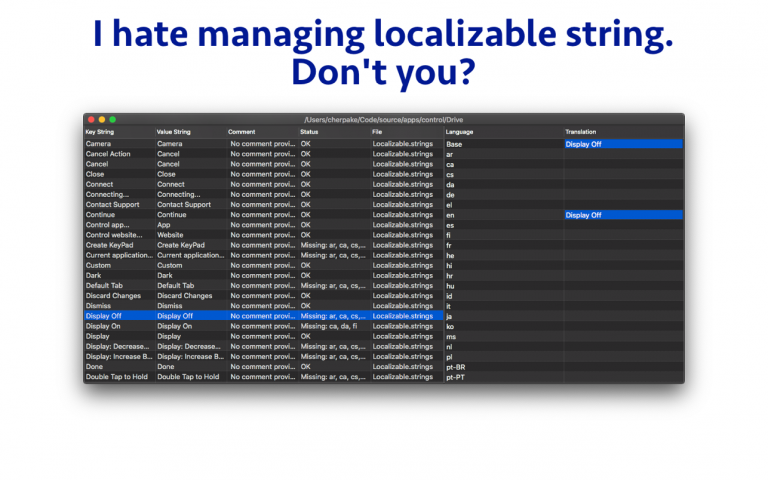 I hate managing localizable string.
Don't you?
/Users/cherpake/Code/source/apps/control/Drive
Key String Value String Comment Status File Language Translation
Camera Camera No comment provi... OK Localizable.strings Base Display Off
Cancel Action Cancel No comment provi... OK Localizable.strings ar
Cancel Cancel No comment provi... OK Localizable.strings ca
Close Close No comment provi... OK Localizable.strings cs
Connect Connect No comment provi... OK Localizable.strings da
Connecting... Connecting... No comment provi... OK Localizable.strings de
Contact Support Contact Support No comment provi... OK Localizable.strings el
Continue Continue No comment provi... OK Localizable.strings en Display Off
Control app... App No comment provi... OK Localizable.strings es
Control website... Website No comment provi... OK Localizable.strings fi
Create KeyPad Create KeyPad No comment provi... Missing: ar, ca, cs,... Localizable.strings fr
Current application... Current application... No comment provi... Missing: ar, ca, cs,... Localizable.strings he
Custom Custom No comment provi... OK Localizable.strings hi
Dark Dark No comment provi... OK Localizable.strings hr
Default Tab Default Tab No comment provi... Missing: ar, ca, cs,... Localizable.strings hu
Discard Changes Discard Changes No comment provi... OK Localizable.strings id
Dismiss Dismiss No comment provi... OK Localizable.strings it
Display Off Display Off No comment provi... Missing: ar, ca, cs,... Localizable.strings ja
Display On Display On No comment provi... Missing: ca, da, fi Localizable.strings ko
Display Display No comment provi... OK Localizable.strings ms
Display: Decrease... Display: Decrease... No comment provi... Missing: ar, ca, cs,... Localizable.strings nl
Display: Increase B... Display: Increase B... No comment provi... Missing: ar, ca, cs,... Localizable.strings pl
Done Done No comment provi... OK Localizable.strings pt-BR
Double Tap to Hold Double Tap to Hold No comment provi... Missing: ar, ca, cs,... Localizable.strings pt-PT